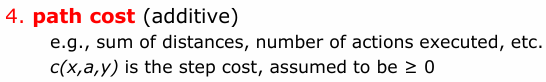 4. path cost (additive)
e.g., sum of distances, number of actions executed, etc.
c(x,a,y) is the step cost, assumed to be ≥ 0